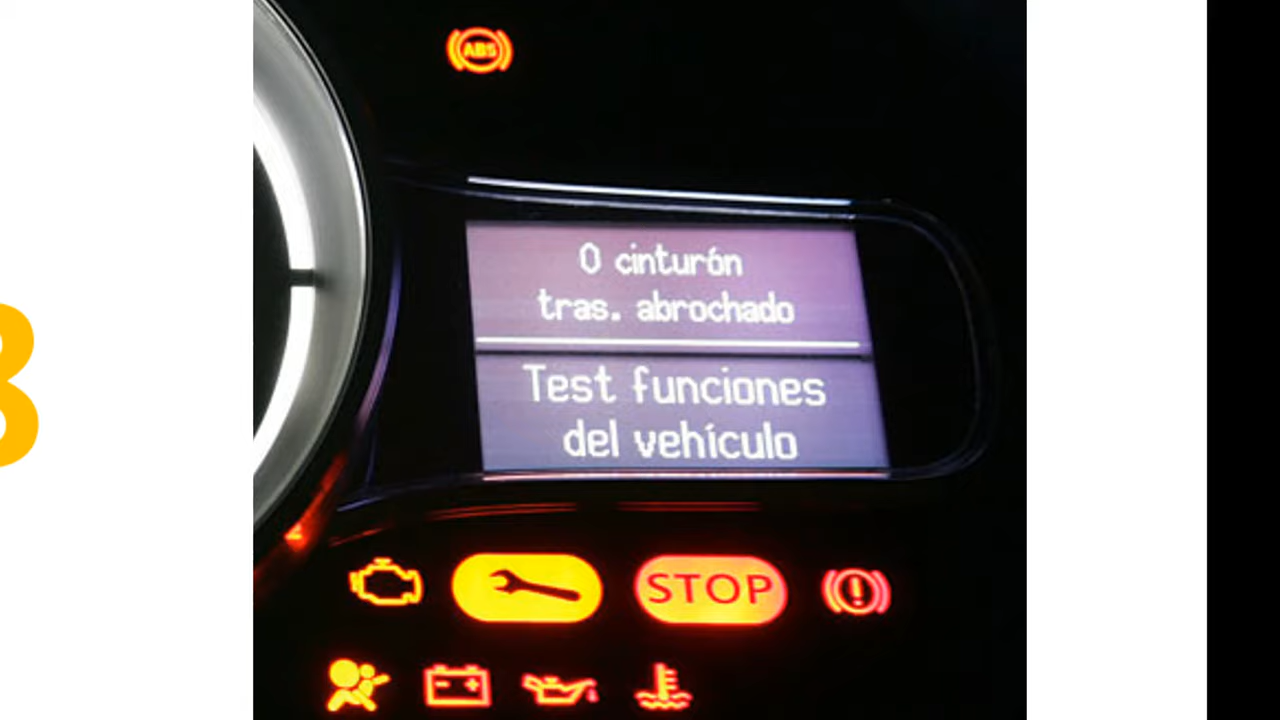 ABS
0 cinturón
tras. abrochado
Test funciones
del vehículo
STOP